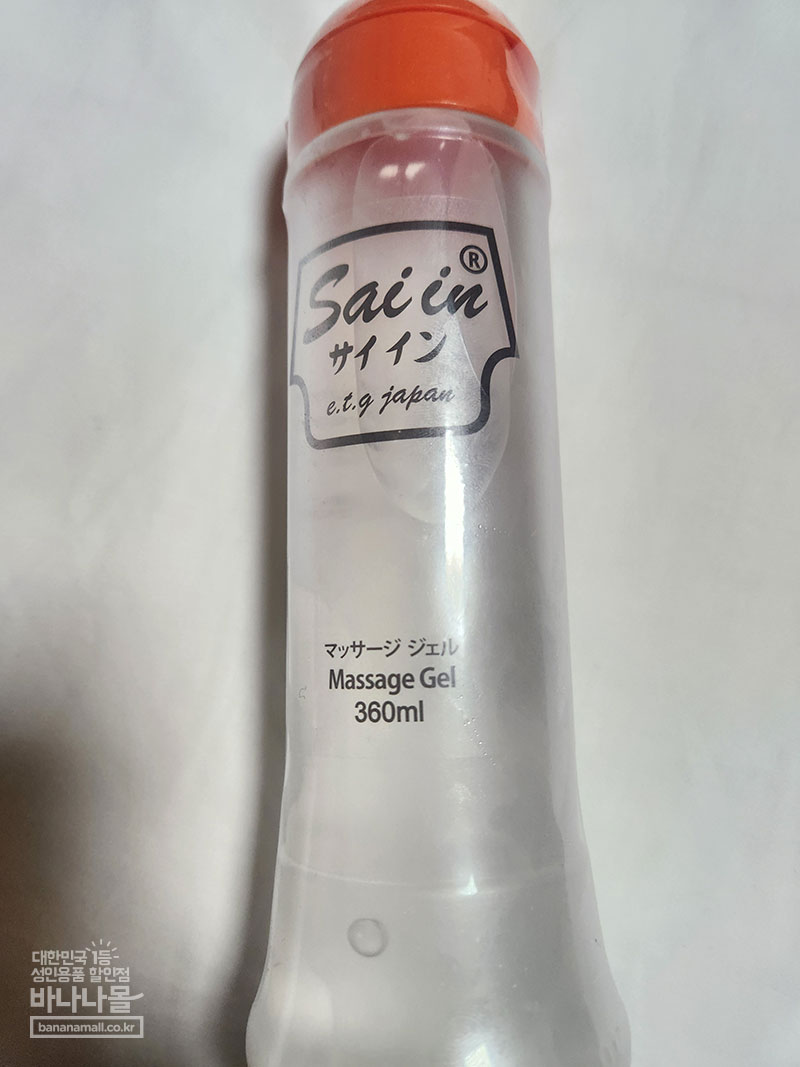 Sai in ®
サイ イン
e.t.g japan
マッサージ ジェル
Massage Gel
360ml
대한민국 1등
성인용품 할인점
바나나몰
bananamall.co.kr